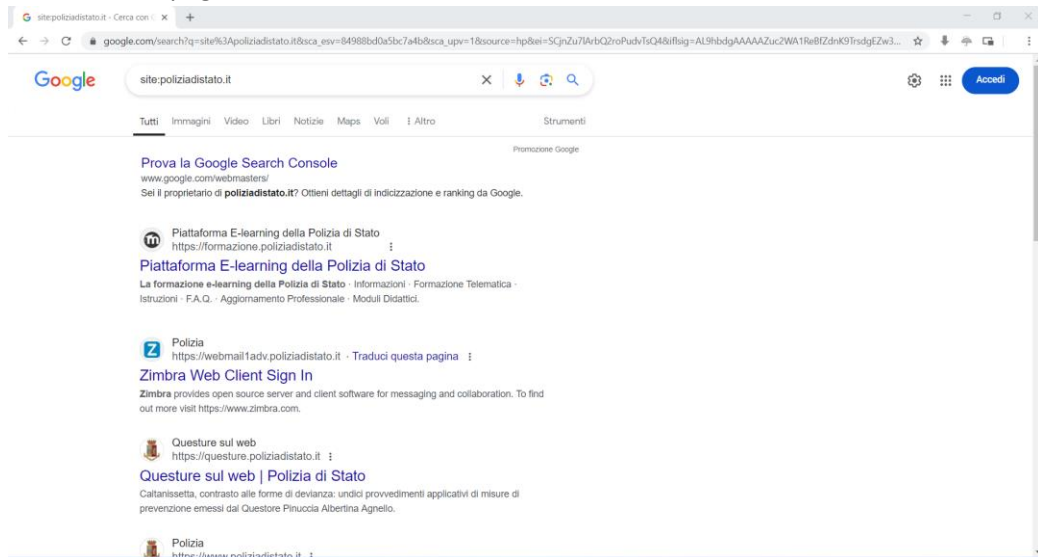 site:poliziadistato.it - Cerca con G
google.com/search?q=site%3Apoliziadistato.it&sca_esv=84988bd0a5bc7a4b&sca_upv=1&source=hp&ei=SCjnZu7lArbQ2roPudvTsQ4&iflsig=AL9hbdgAAAAAZuc2WA1ReBfZdnK9TrsdgEZw3...
Google
site:poliziadistato.it
Accedi
Tutti Immagini Video Libri Notizie Maps Voli Altro Strumenti
Promozione Google
Prova la Google Search Console
www.google.com/webmasters/
Sei il proprietario di poliziadistato.it? Ottieni dettagli di indicizzazione e ranking da Google.
Piattaforma E-learning della Polizia di Stato
https://formazione.poliziadistato.it
Piattaforma E-learning della Polizia di Stato
La formazione e-learning della Polizia di Stato · Informazioni · Formazione Telematica ·
Istruzioni · F.A.Q. · Aggiornamento Professionale · Moduli Didattici.
Polizia
https://webmail1adv.poliziadistato.it · Traduci questa pagina
Zimbra Web Client Sign In
Zimbra provides open source server and client software for messaging and collaboration. To find
out more visit https://www.zimbra.com.
Questure sul web
https://questure.poliziadistato.it
Questure sul web | Polizia di Stato
Caltanissetta, contrasto alle forme di devianza: undici provvedimenti applicativi di misure di
prevenzione emessi dal Questore Pinuccia Albertina Agnello.
Polizia
https://www.poliziadistato.it